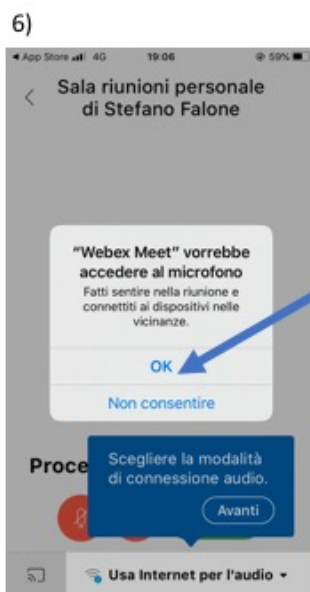 6)
App Store 4G 19:06 59%
Sala riunioni personale
di Stefano Falone
"Webex Meet" vorrebbe
accedere al microfono
Fatti sentire nella riunione e
connettiti ai dispositivi nelle
vicinanze.
OK
Non consentire
Proce
Scegliere la modalità
di connessione audio.
Avanti
Usa Internet per l'audio